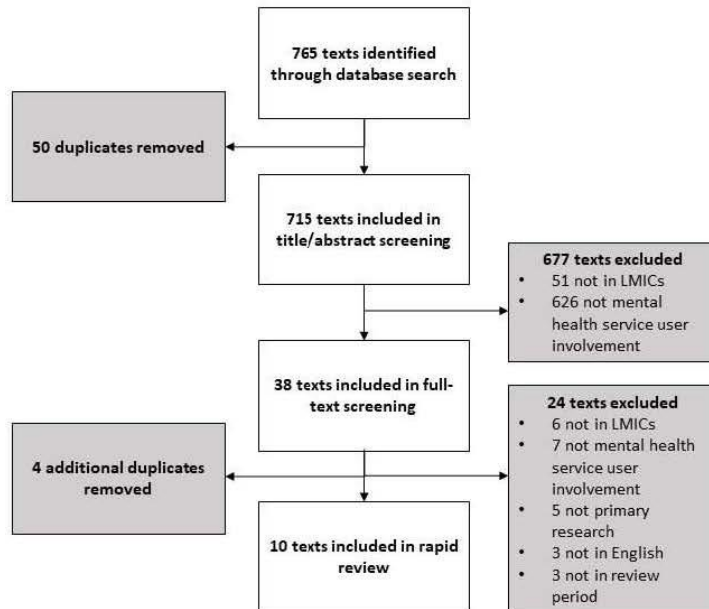 765 texts identified
through database search
50 duplicates removed
715 texts included in
title/abstract screening
677 texts excluded
• 51 not in LMICs
• 626 not mental
health service user
involvement
38 texts included in full-
text screening
24 texts excluded
• 6 not in LMICs
• 7 not mental health
service user
involvement
• 5 not primary
research
• 3 not in English
• 3 not in review
period
4 additional duplicates
removed
10 texts included in rapid
review